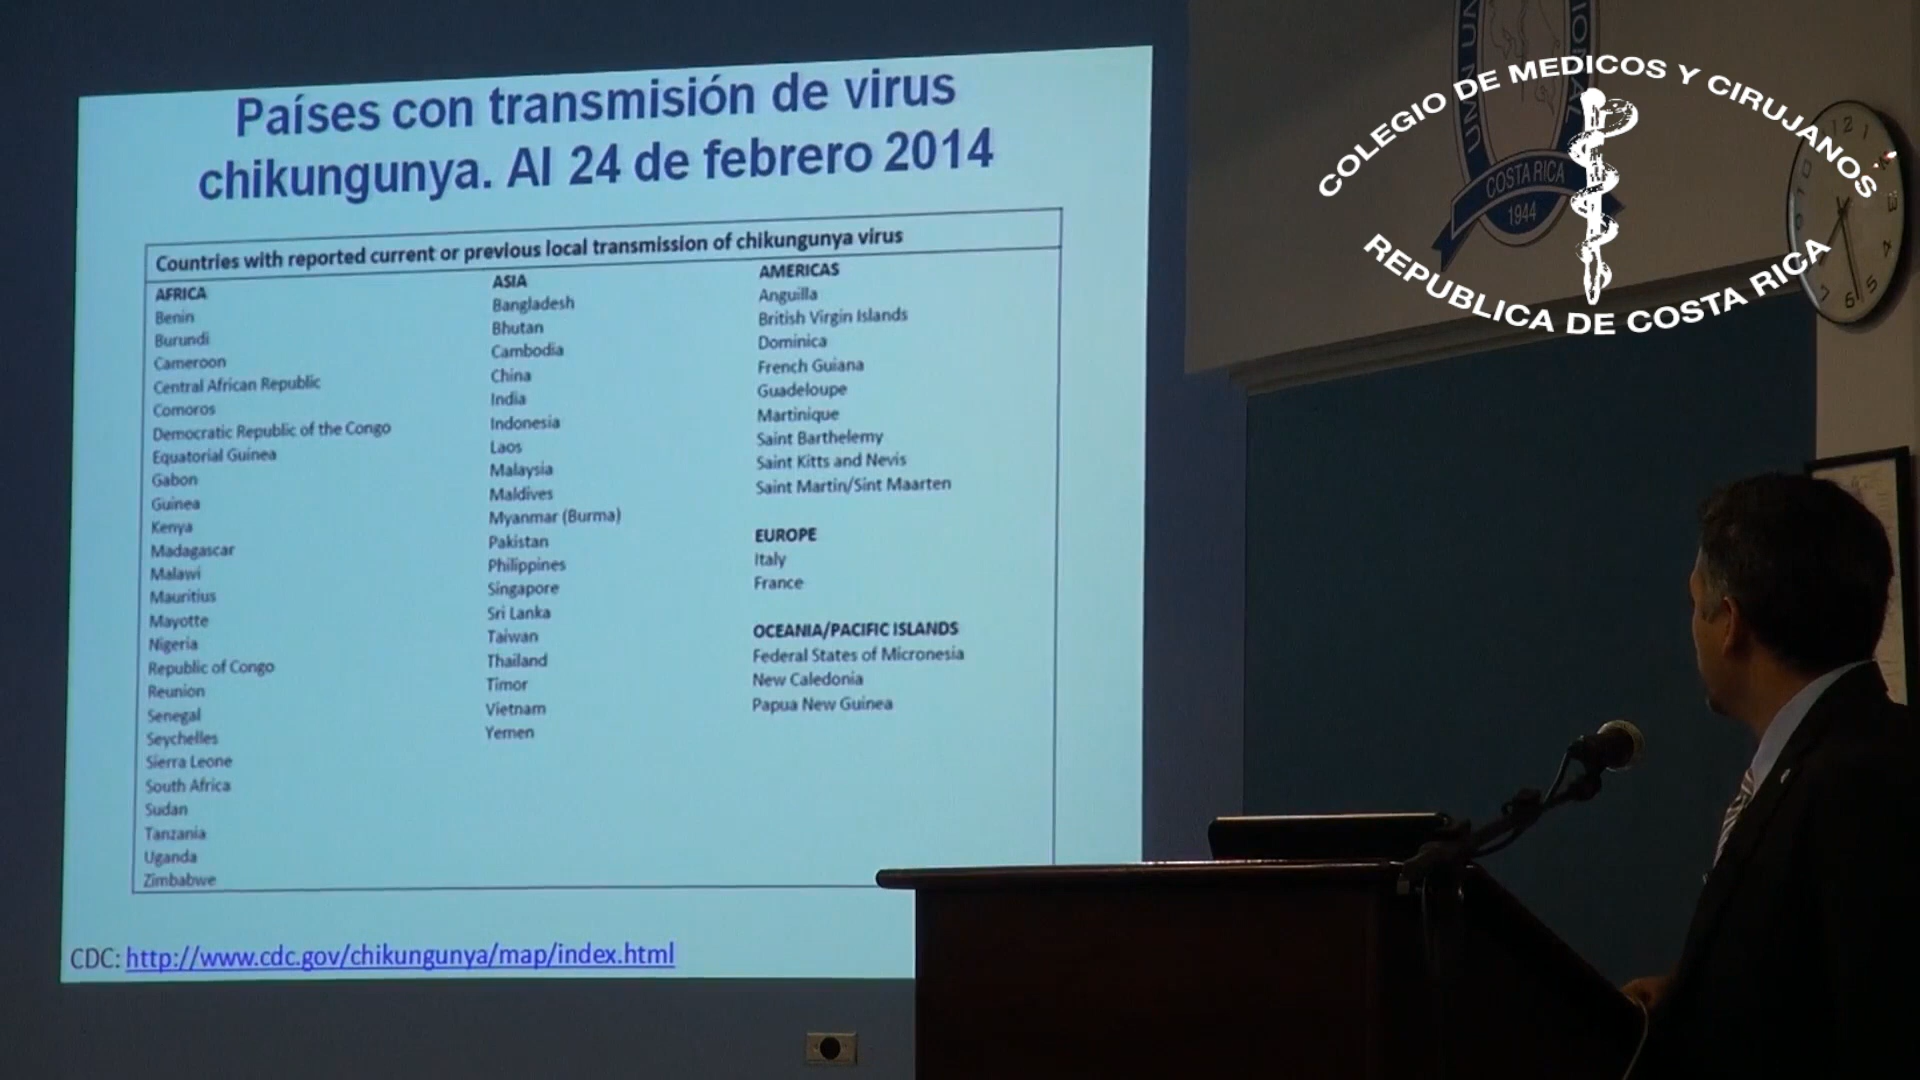 Países con transmisión de virus
chikungunya. Al 24 de febrero 2014
Countries with reported current or previous local transmission of chikungunya virus
AFRICA
Benin
Burundi
Cameroon
Central African Republic
Comoros
Democratic Republic of the Congo
Equatorial Guinea
Gabon
Guinea
Kenya
Madagascar
Malawi
Mauritius
Mayotte
Nigeria
Republic of Congo
Reunion
Senegal
Seychelles
Sierra Leone
South Africa
Sudan
Tanzania
Uganda
Zimbabwe
ASIA
Bangladesh
Bhutan
Cambodia
China
India
Indonesia
Laos
Malaysia
Maldives
Myanmar (Burma)
Pakistan
Philippines
Singapore
Sri Lanka
Taiwan
Thailand
Timor
Vietnam
Yemen
AMERICAS
Anguilla
British Virgin Islands
Dominica
French Guiana
Guadeloupe
Martinique
Saint Barthelemy
Saint Kitts and Nevis
Saint Martin/Sint Maarten
EUROPE
Italy
France
OCEANIA/PACIFIC ISLANDS
Federal States of Micronesia
New Caledonia
Papua New Guinea
CDC: http://www.cdc.gov/chikungunya/map/index.html
COLEGIO DE MEDICOS Y CIRUJANOS
REPUBLICA DE COSTA RICA
COSTA RICA
1944